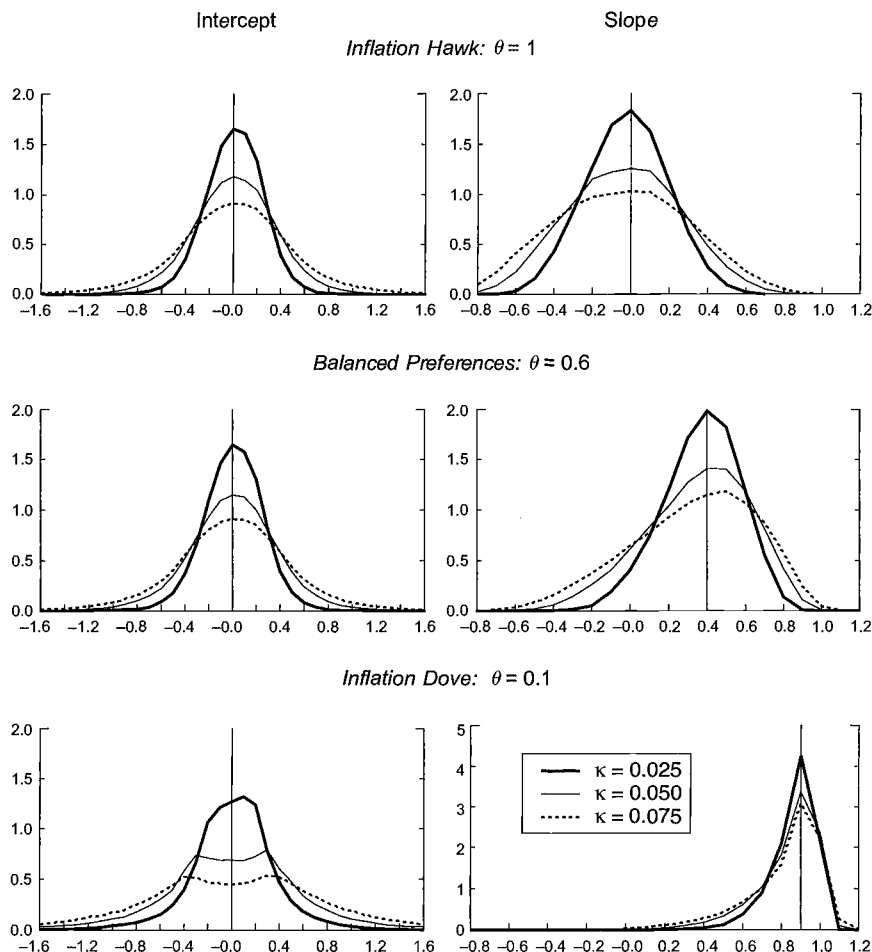 Intercept Slope
Inflation Hawk: θ = 1
2.0 2.0
1.5 1.5
1.0 1.0
0.5 0.5
0.0 0.0
–1.6 –1.2 –0.8 –0.4 –0.0 0.4 0.8 1.2 1.6 –0.8 –0.6 –0.4 –0.2 –0.0 0.2 0.4 0.6 0.8 1.0 1.2
Balanced Preferences: θ = 0.6
2.0 2.0
1.5 1.5
1.0 1.0
0.5 0.5
0.0 0.0
–1.6 –1.2 –0.8 –0.4 –0.0 0.4 0.8 1.2 1.6 –0.8 –0.6 –0.4 –0.2 –0.0 0.2 0.4 0.6 0.8 1.0 1.2
Inflation Dove: θ = 0.1
2.0 5
1.5 4
1.0 3
0.5 2
0.0 1
0
κ = 0.025
κ = 0.050
κ = 0.075
–1.6 –1.2 –0.8 –0.4 –0.0 0.4 0.8 1.2 1.6 –0.8 –0.6 –0.4 –0.2 –0.0 0.2 0.4 0.6 0.8 1.0 1.2